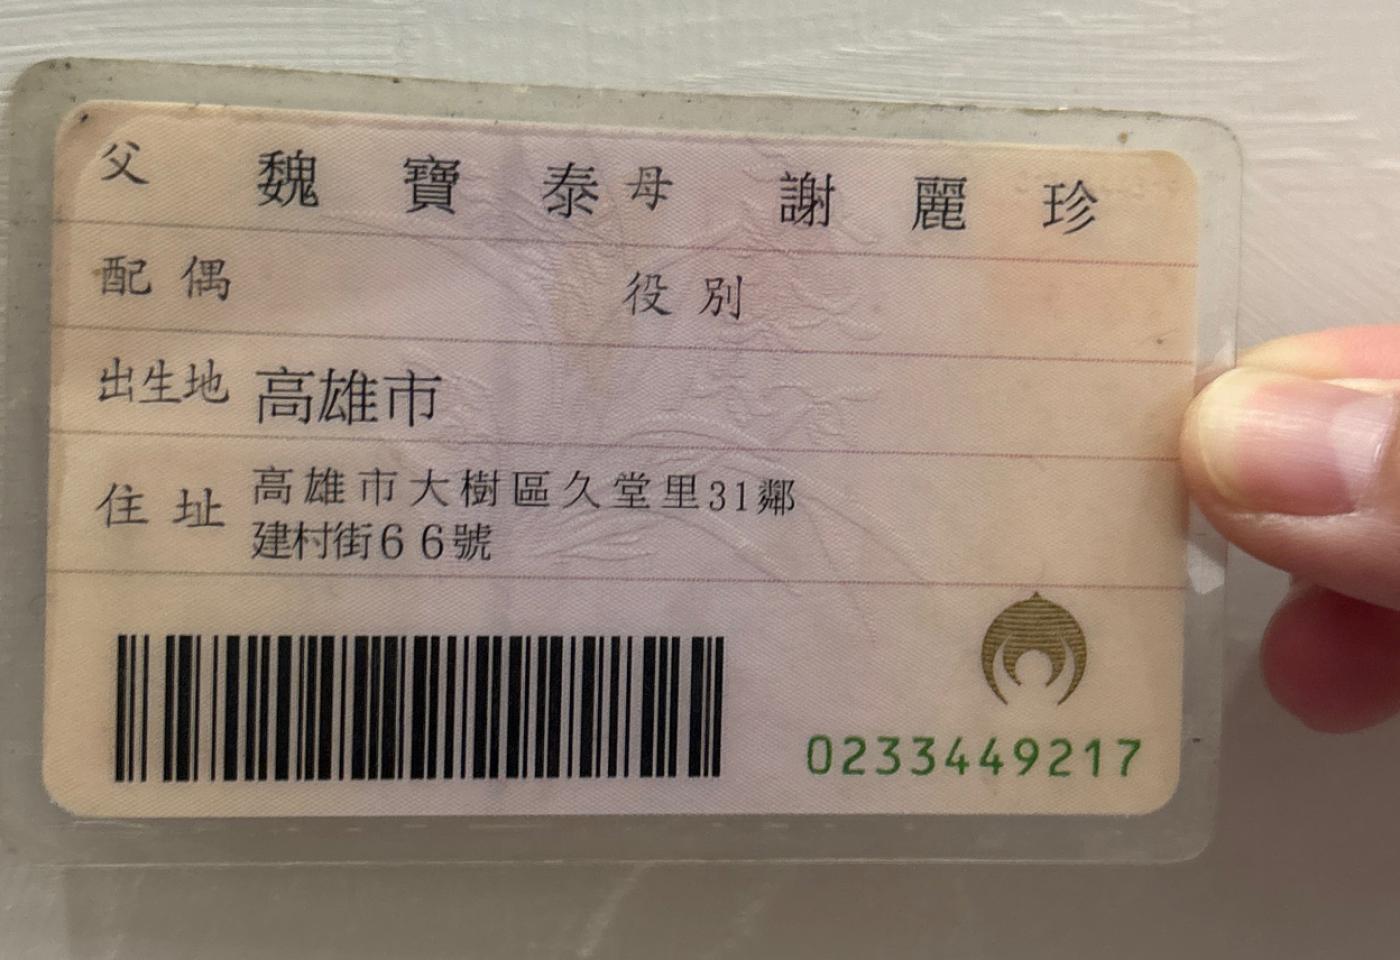 父 魏寶泰 母 謝麗珍
配偶 役別
出生地 高雄市
住址 高雄市大樹區久堂里31鄰
建村街66號
0233449217